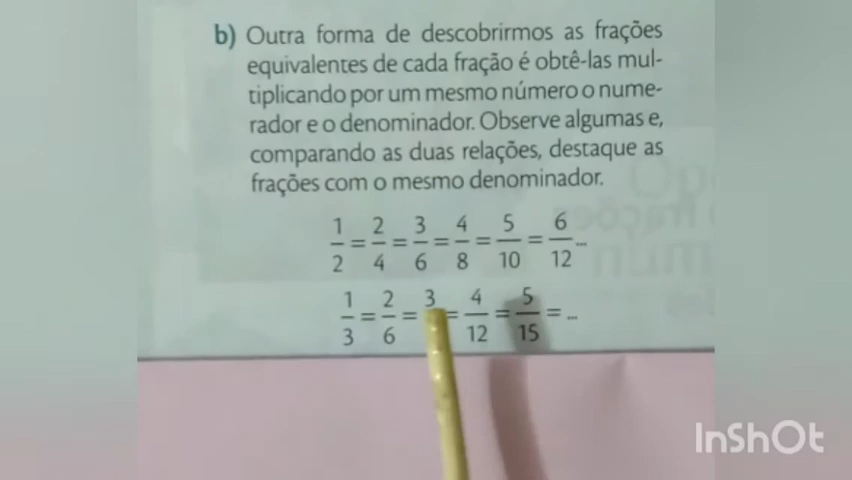 b) Outra forma de descobrirmos as frações
equivalentes de cada fração é obtê-las mul-
tiplicando por um mesmo número o nume-
rador e o denominador. Observe algumas e,
comparando as duas relações, destaque as
frações com o mesmo denominador.
1/2 = 2/4 = 3/6 = 4/8 = 5/10 = 6/12 ...
1/3 = 2/6 = 3 = 4/12 = 5/15 = ...
InShOt